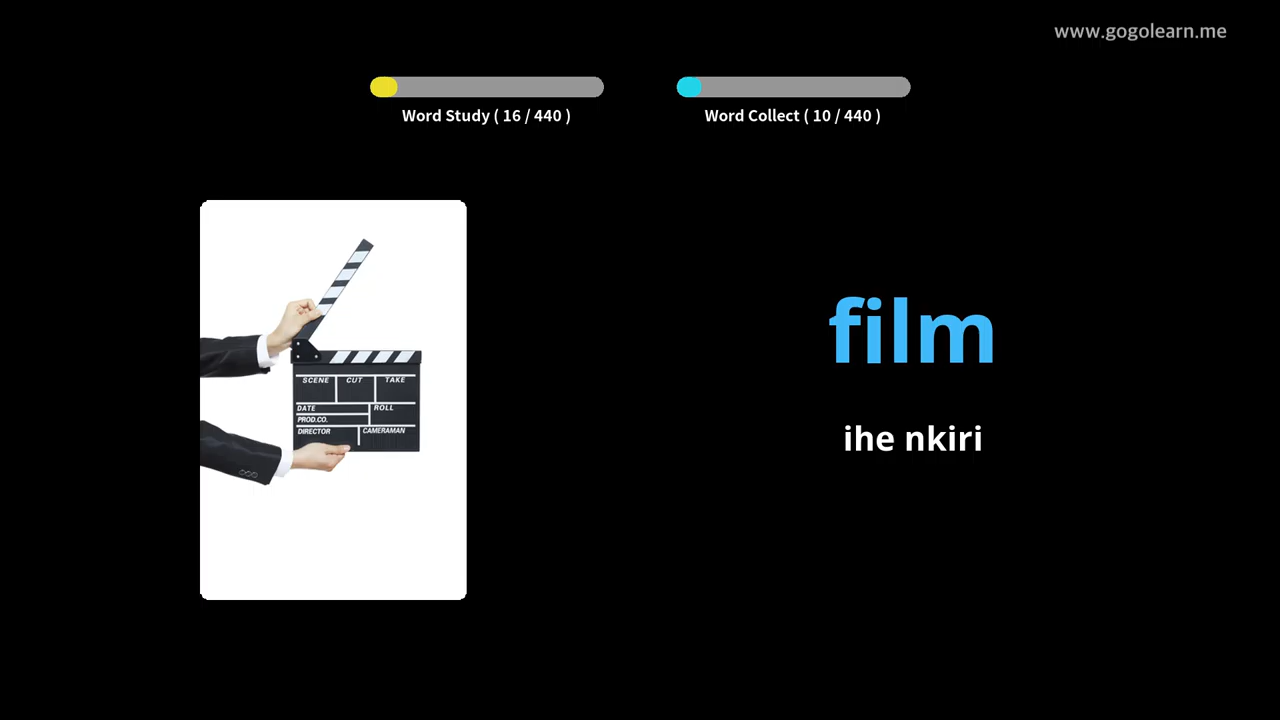 www.gogolearn.me
Word Study ( 16 / 440 )
Word Collect ( 10 / 440 )
SCENE CUT TAKE
DATE ROLL
PROD.CO.
DIRECTOR CAMERAMAN
film
ihe nkiri